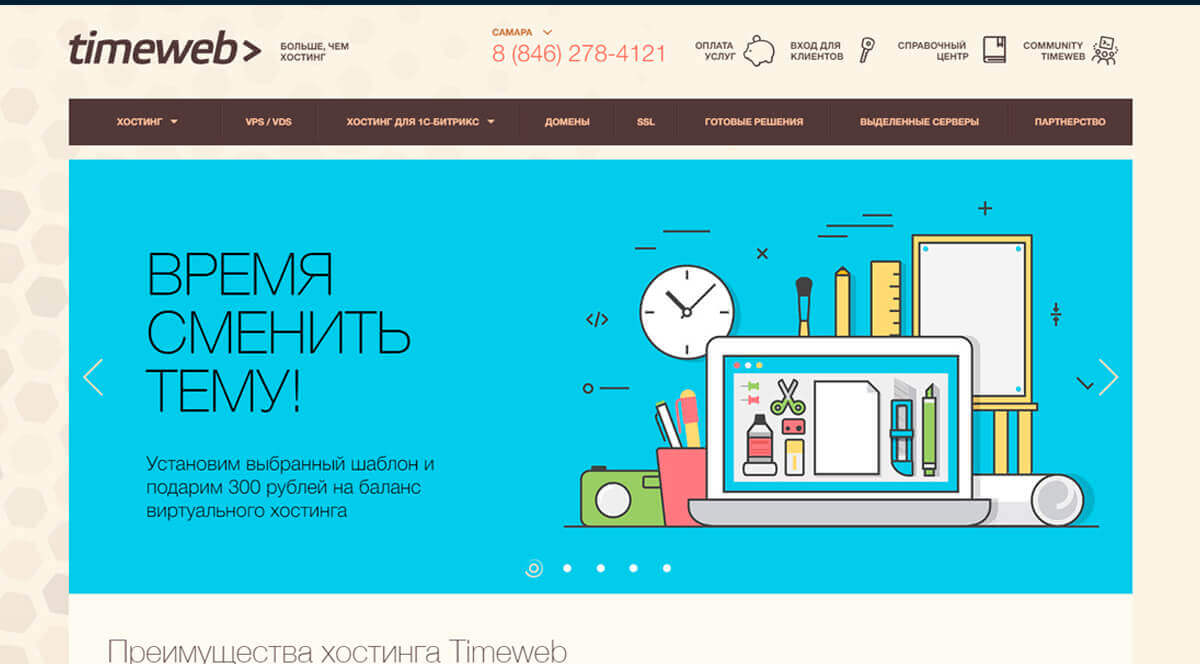 timeweb>
БОЛЬШЕ, ЧЕМ
ХОСТИНГ
САМАРА
8 (846) 278-4121
ОПЛАТА
УСЛУГ
ВХОД ДЛЯ
КЛИЕНТОВ
СПРАВОЧНЫЙ
ЦЕНТР
COMMUNITY
TIMEWEB
ХОСТИНГ
VPS / VDS
ХОСТИНГ ДЛЯ 1С-БИТРИКС
ДОМЕНЫ
SSL
ГОТОВЫЕ РЕШЕНИЯ
ВЫДЕЛЕННЫЕ СЕРВЕРЫ
ПАРТНЕРСТВО
ВРЕМЯ
СМЕНИТЬ
ТЕМУ!
Установим выбранный шаблон и
подарим 300 рублей на баланс
виртуального хостинга
</>
Преимущества хостинга Timeweb